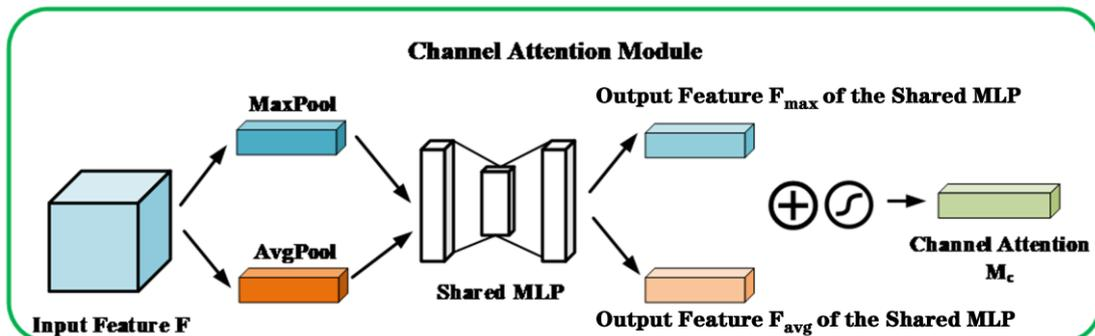 Channel Attention Module
MaxPool
Output Feature Fmax of the Shared MLP
AvgPool
Shared MLP
Channel Attention
Mc
Input Feature F
Output Feature Favg of the Shared MLP